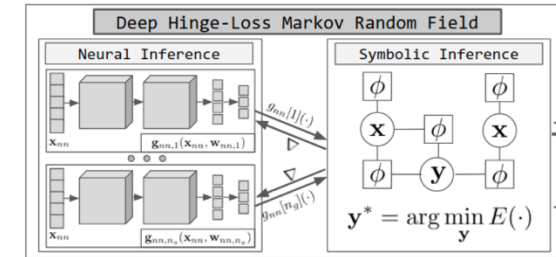 Deep Hinge-Loss Markov Random Field
Neural Inference
x_nn
g_nn,1(x_nn, w_nn,1)
x_nn
g_nn,n_g(x_nn, w_nn,n_g)
g_nn[1](·)
∇
∇
g_nn[n_g](·)
Symbolic Inference
ϕ ϕ
x ϕ x
ϕ y ϕ
y* = arg min_y E(·)